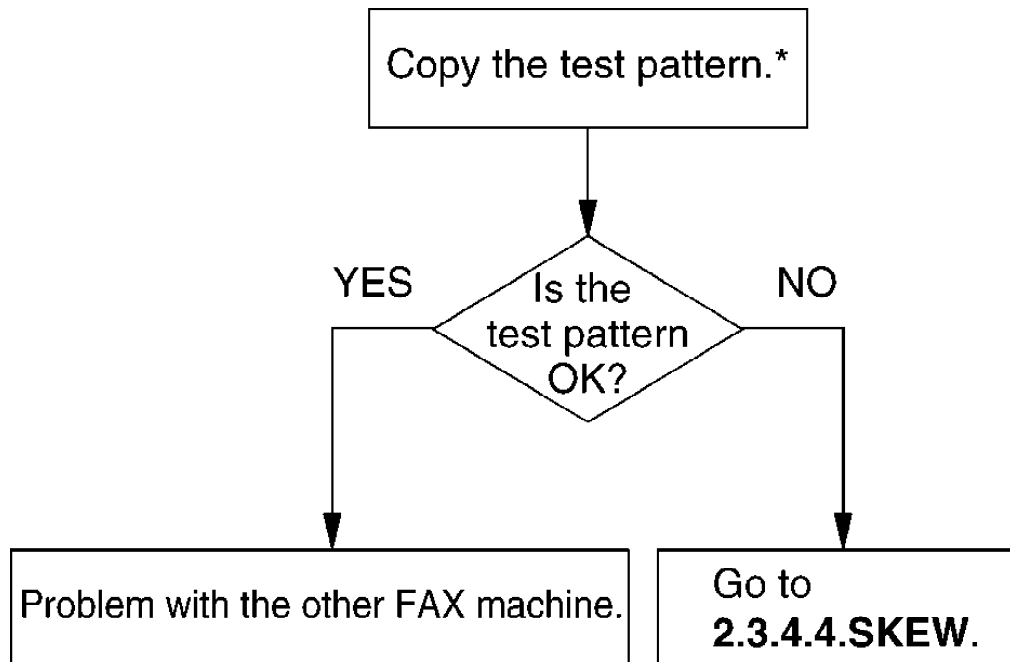 Copy the test pattern.*
YES
NO
Is the
test pattern
OK?
Problem with the other FAX machine.
Go to
2.3.4.4.SKEW.